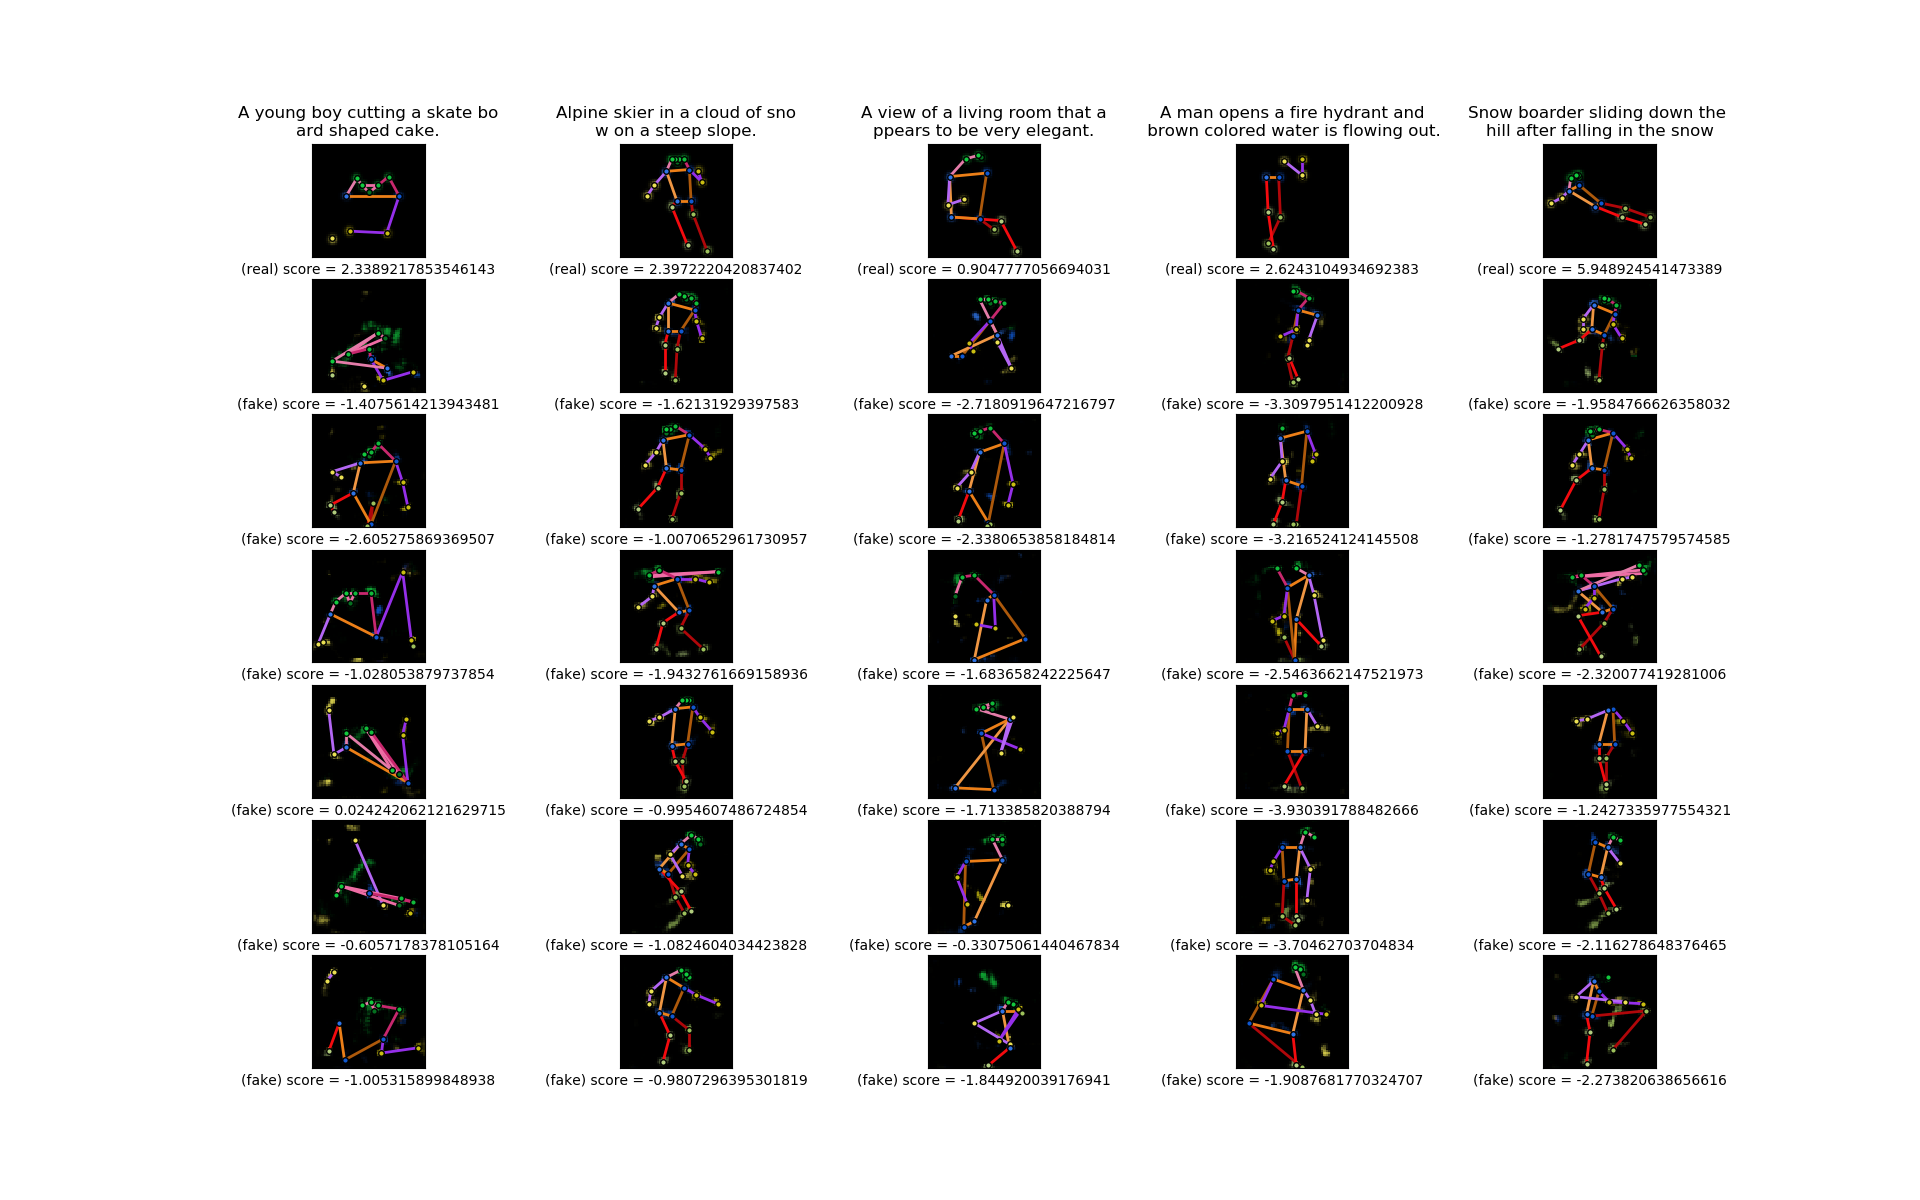 A young boy cutting a skate bo
ard shaped cake.
Alpine skier in a cloud of sno
w on a steep slope.
A view of a living room that a
ppears to be very elegant.
A man opens a fire hydrant and
brown colored water is flowing out.
Snow boarder sliding down the
hill after falling in the snow
(real) score = 2.3389217853546143
(real) score = 2.3972220420837402
(real) score = 0.9047777056694031
(real) score = 2.6243104934692383
(real) score = 5.948924541473389
(fake) score = -1.4075614213943481
(fake) score = -1.62131929397583
(fake) score = -2.7180919647216797
(fake) score = -3.3097951412200928
(fake) score = -1.9584766626358032
(fake) score = -2.605275869369507
(fake) score = -1.0070652961730957
(fake) score = -2.3380653858184814
(fake) score = -3.216524124145508
(fake) score = -1.2781747579574585
(fake) score = -1.028053879737854
(fake) score = -1.9432761669158936
(fake) score = -1.683658242225647
(fake) score = -2.5463662147521973
(fake) score = -2.320077419281006
(fake) score = 0.024242062121629715
(fake) score = -0.9954607486724854
(fake) score = -1.713385820388794
(fake) score = -3.930391788482666
(fake) score = -1.2427335977554321
(fake) score = -0.6057178378105164
(fake) score = -1.0824604034423828
(fake) score = -0.33075061440467834
(fake) score = -3.70462703704834
(fake) score = -2.116278648376465
(fake) score = -1.005315899848938
(fake) score = -0.9807296395301819
(fake) score = -1.844920039176941
(fake) score = -1.9087681770324707
(fake) score = -2.273820638656616